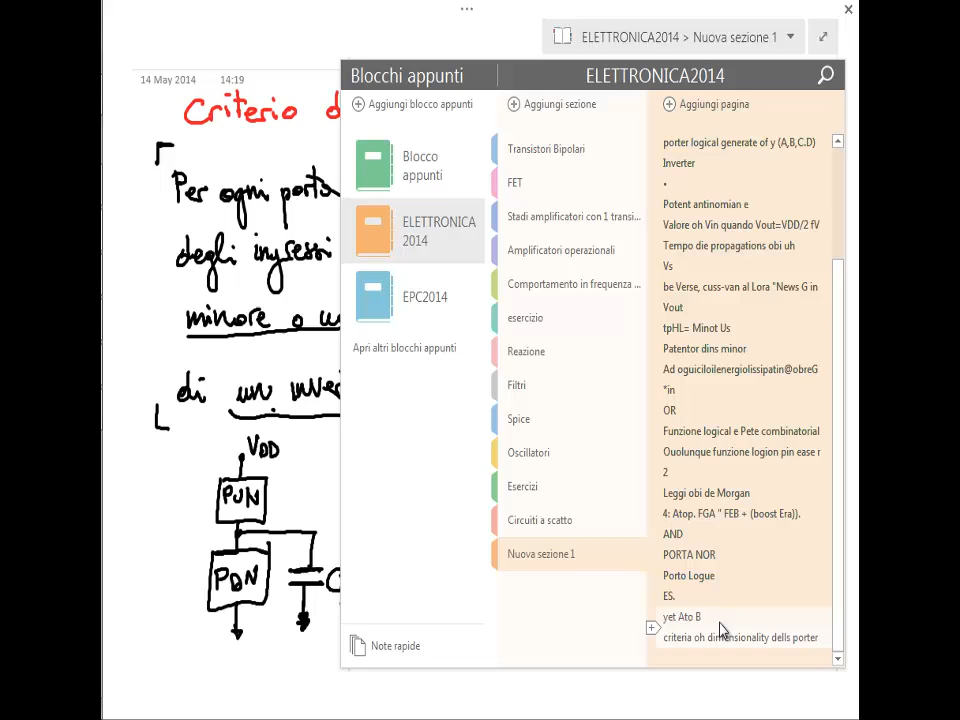 ELETTRONICA2014 > Nuova sezione 1
14 May 2014 14:19
Criterio d
Per ogni porta
degli ingressi
minore o u
di un inver
VDD
PUN
PDN
C
Blocchi appunti
ELETTRONICA2014
Aggiungi blocco appunti
Aggiungi sezione
Aggiungi pagina
Blocco
appunti
ELETTRONICA
2014
EPC2014
Apri altri blocchi appunti
Note rapide
Transistori Bipolari
FET
Stadi amplificatori con 1 transi...
Amplificatori operazionali
Comportamento in frequenza ...
esercizio
Reazione
Filtri
Spice
Oscillatori
Esercizi
Circuiti a scatto
Nuova sezione 1
porter logical generate of y (A,B,C.D)
Inverter
•
Potent antinomian e
Valore oh Vin quando Vout=VDD/2 fV
Tempo die propagations obi uh
Vs
be Verse, cuss-van al Lora "News G in
Vout
tpHL= Minot Us
Patentor dins minor
Ad oguiciloilenergiolissipatin@obreG
*in
OR
Funzione logical e Pete combinatorial
Ouolunque funzione logion pin ease r
2
Leggi obi de Morgan
4: Atop. FGA " FEB + (boost Era)).
AND
PORTA NOR
Porto Logue
ES.
yet Ato B
criteria oh dimensionality dells porter